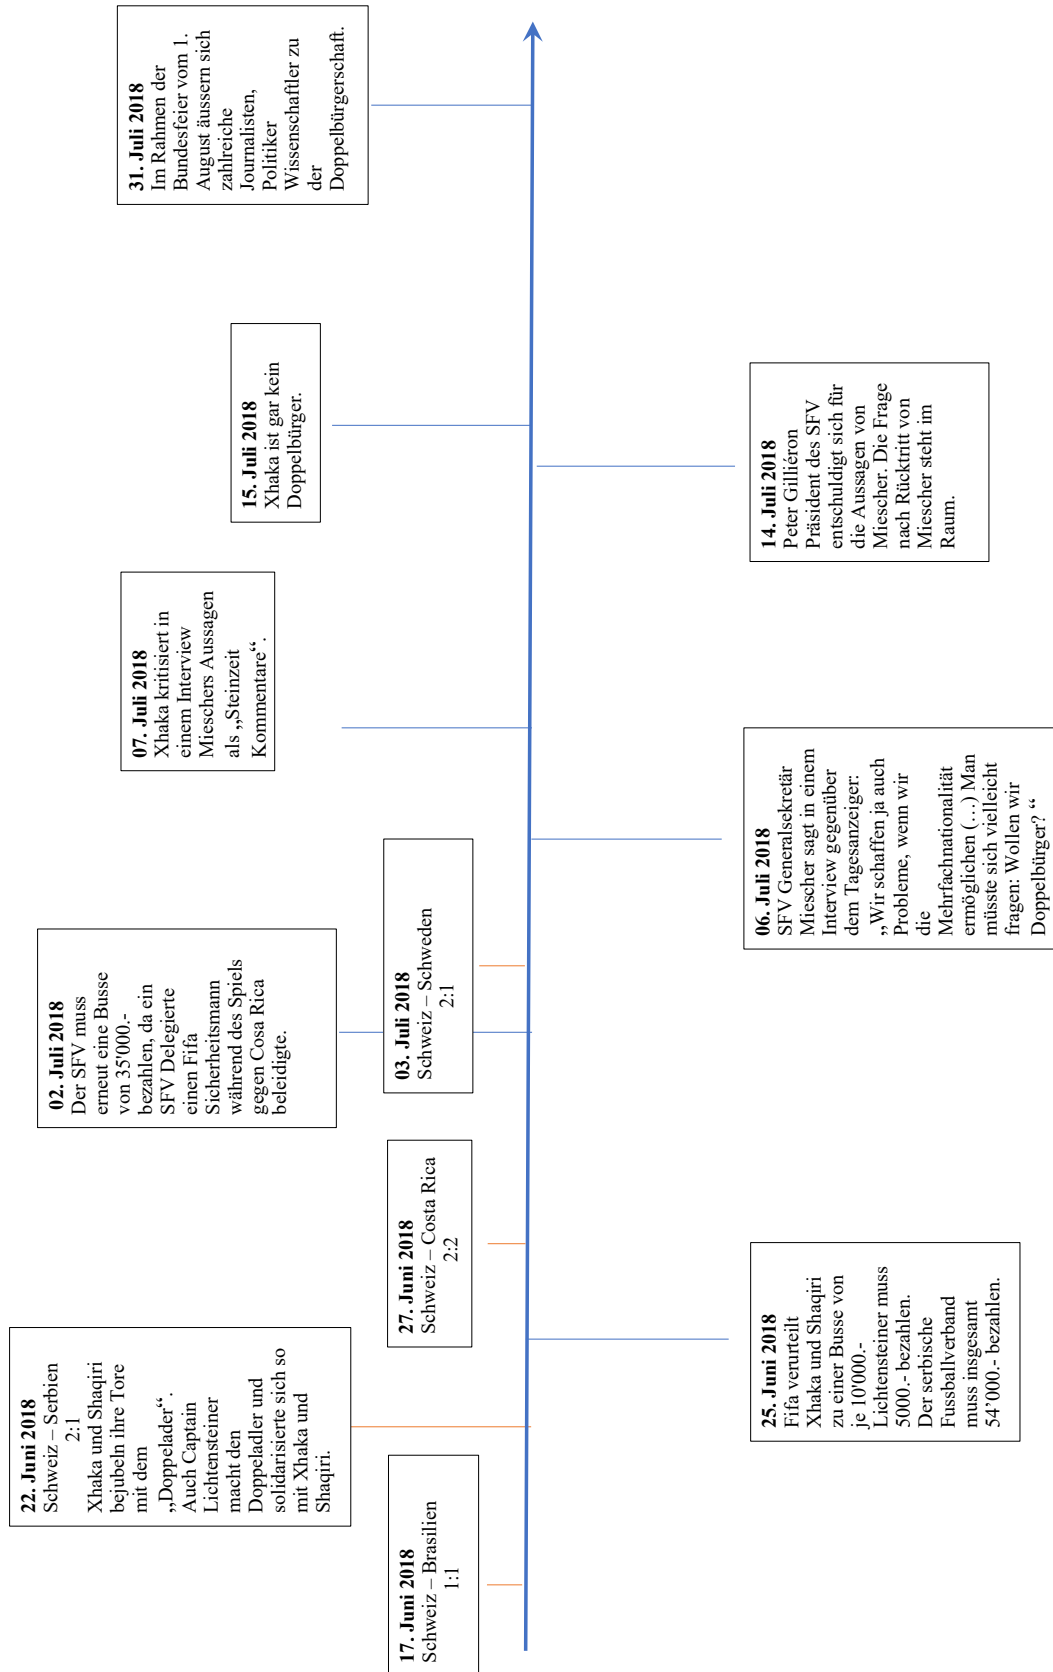 17. Juni 2018
Schweiz – Brasilien
1:1
22. Juni 2018
Schweiz – Serbien
2:1
Xhaka und Shaqiri
bejubeln ihre Tore
mit dem
„Doppelader“.
Auch Captain
Lichtensteiner
macht den
Doppeladler und
solidarisierte sich so
mit Xhaka und
Shaqiri.
25. Juni 2018
Fifa verurteilt
Xhaka und Shaqiri
zu einer Busse von
je 10'000.-
Lichtensteiner muss
5000.- bezahlen.
Der serbische
Fussballverband
muss insgesamt
54’000.- bezahlen.
27. Juni 2018
Schweiz – Costa Rica
2:2
02. Juli 2018
Der SFV muss
erneut eine Busse
von 35'000.-
bezahlen, da ein
SFV Delegierte
einen Fifa
Sicherheitsmann
während des Spiels
gegen Cosa Rica
beleidigte.
03. Juli 2018
Schweiz – Schweden
2:1
06. Juli 2018
SFV Generalsekretär
Miescher sagt in einem
Interview gegenüber
dem Tagesanzeiger:
„Wir schaffen ja auch
Probleme, wenn wir
die
Mehrfachnationalität
ermöglichen (…) Man
müsste sich vielleicht
fragen: Wollen wir
Doppelbürger? “
07. Juli 2018
Xhaka kritisiert in
einem Interview
Mieschers Aussagen
als „Steinzeit
Kommentare“.
14. Juli 2018
Peter Gilliéron
Präsident des SFV
entschuldigt sich für
die Aussagen von
Miescher. Die Frage
nach Rücktritt von
Miescher steht im
Raum.
15. Juli 2018
Xhaka ist gar kein
Doppelbürger.
31. Juli 2018
Im Rahmen der
Bundesfeier vom 1.
August äussern sich
zahlreiche
Journalisten,
Politiker
Wissenschaftler zu
der
Doppelbürgerschaft.